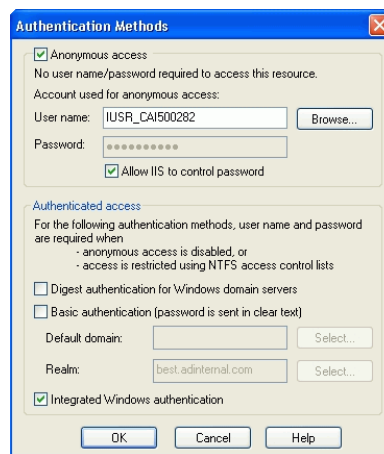 Authentication Methods
Anonymous access
No user name/password required to access this resource.
Account used for anonymous access:
User name: IUSR_CAI500282 Browse...
Password: ●●●●●●●●●●
Allow IIS to control password
Authenticated access
For the following authentication methods, user name and password
are required when
- anonymous access is disabled, or
- access is restricted using NTFS access control lists
Digest authentication for Windows domain servers
Basic authentication (password is sent in clear text)
Default domain: Select...
Realm: best.adinternal.com Select...
Integrated Windows authentication
OK Cancel Help